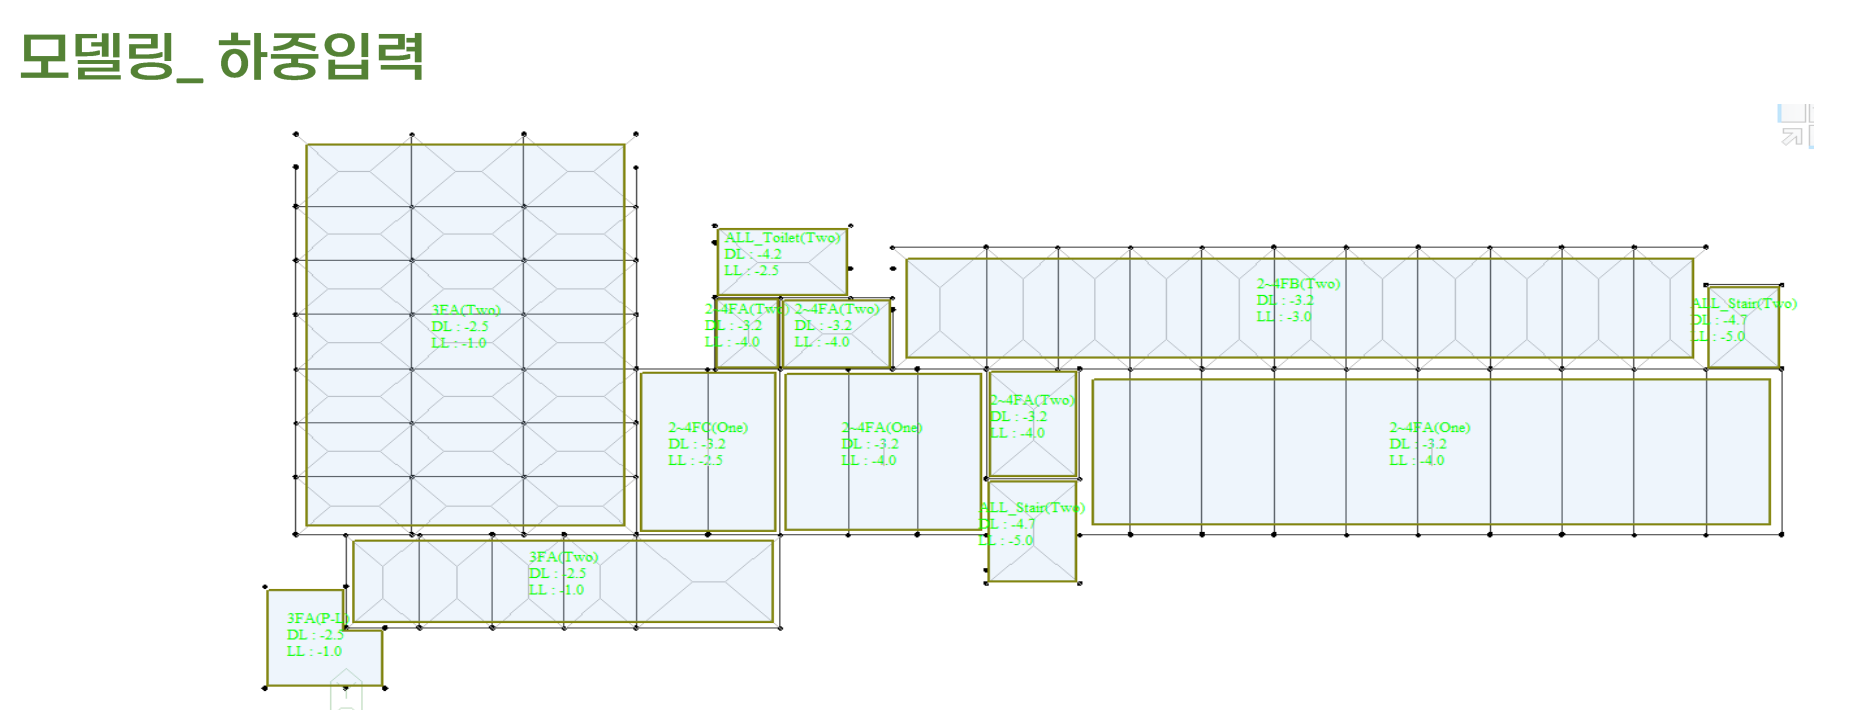 모델링_ 하중입력
ALL_Toilet(Two)
DL : -4.2
LL : -2.5
2~4FB(Two)
DL : -3.2
LL : -3.0
ALL_Stair(Two)
DL : -4.7
LL : -5.0
3FA(Two)
DL : -2.5
LL : -1.0
2~4FA(Two)
DL : -3.2
LL : -4.0
2~4FA(Two)
DL : -3.2
LL : -4.0
2~4FC(One)
DL : -3.2
LL : -2.5
2~4FA(One)
DL : -3.2
LL : -4.0
2~4FA(Two)
DL : -3.2
LL : -4.0
2~4FA(One)
DL : -3.2
LL : -4.0
ALL_Stair(Two)
DL : -4.7
LL : -5.0
3FA(Two)
DL : -2.5
LL : -1.0
3FA(P-L)
DL : -2.5
LL : -1.0